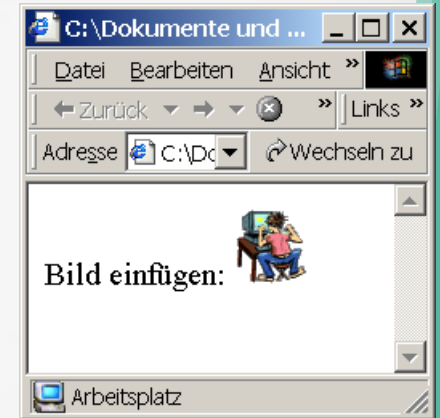 C:\Dokumente und ...
Datei Bearbeiten Ansicht »
Zurück » Links »
Adresse C:\Do Wechseln zu
Bild einfügen:
Arbeitsplatz